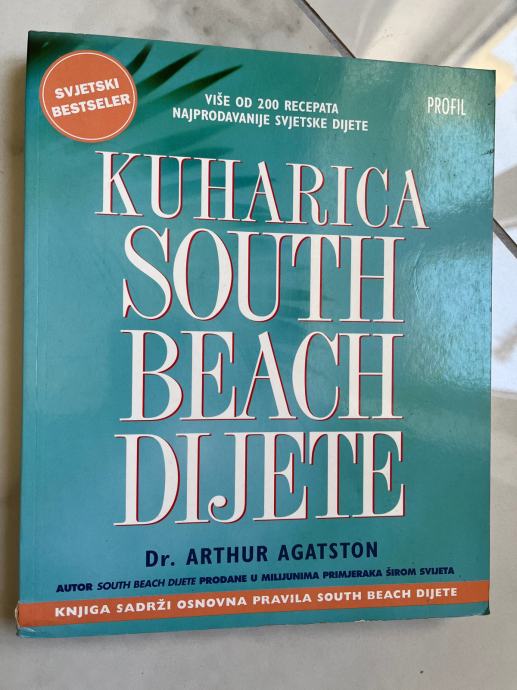 SVJETSKI
BESTSELER
VIŠE OD 200 RECEPATA
NAJPRODAVANIJE SVJETSKE DIJETE
PROFIL
KUHARICA
SOUTH
BEACH
DIJETE
Dr. ARTHUR AGATSTON
AUTOR SOUTH BEACH DIJETE PRODANE U MILIJUNIMA PRIMJERAKA ŠIROM SVIJETA
KNJIGA SADRŽI OSNOVNA PRAVILA SOUTH BEACH DIJETE